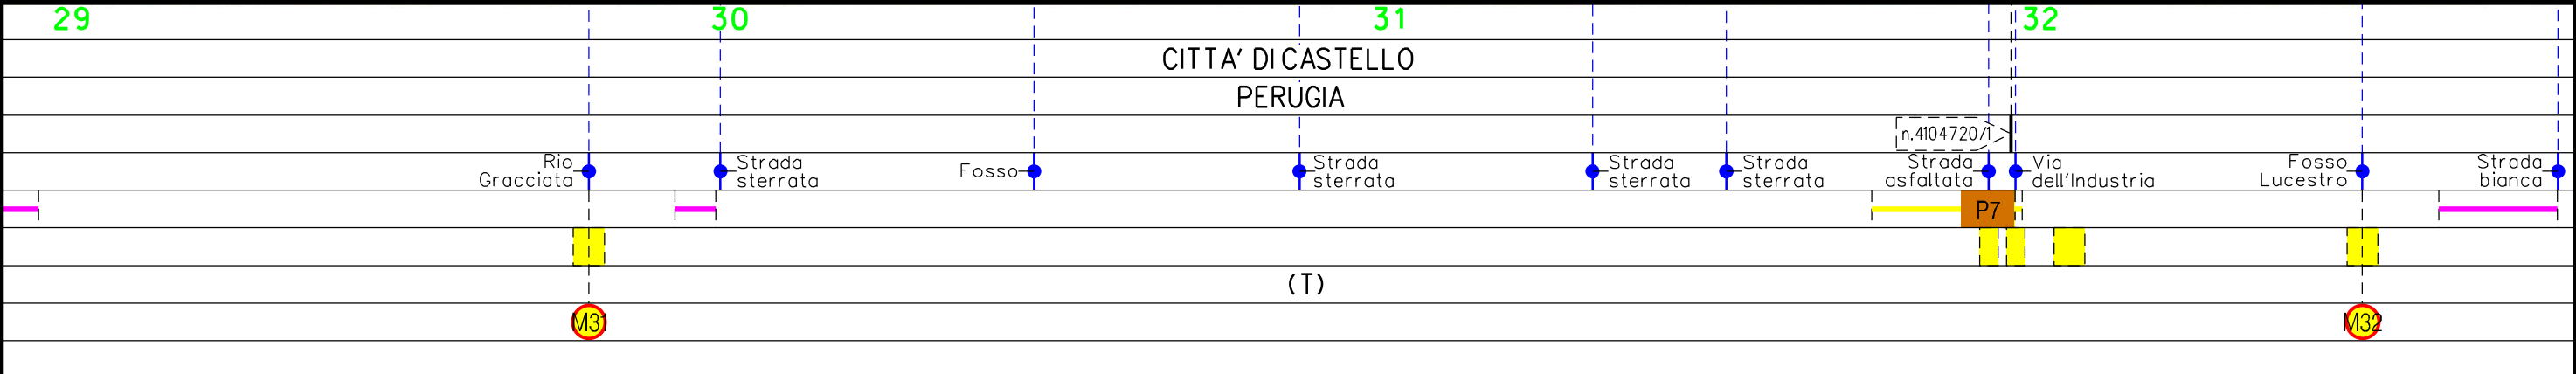 29 30 31 32
CITTA' DI CASTELLO
PERUGIA
n.4104720/1
Rio
Gracciata
Strada
sterrata
Fosso
Strada
sterrata
Strada
sterrata
Strada
sterrata
Strada
asfaltata
Via
dell'Industria
Fosso
Lucestro
Strada
bianca
P7
(T)
M31 M32